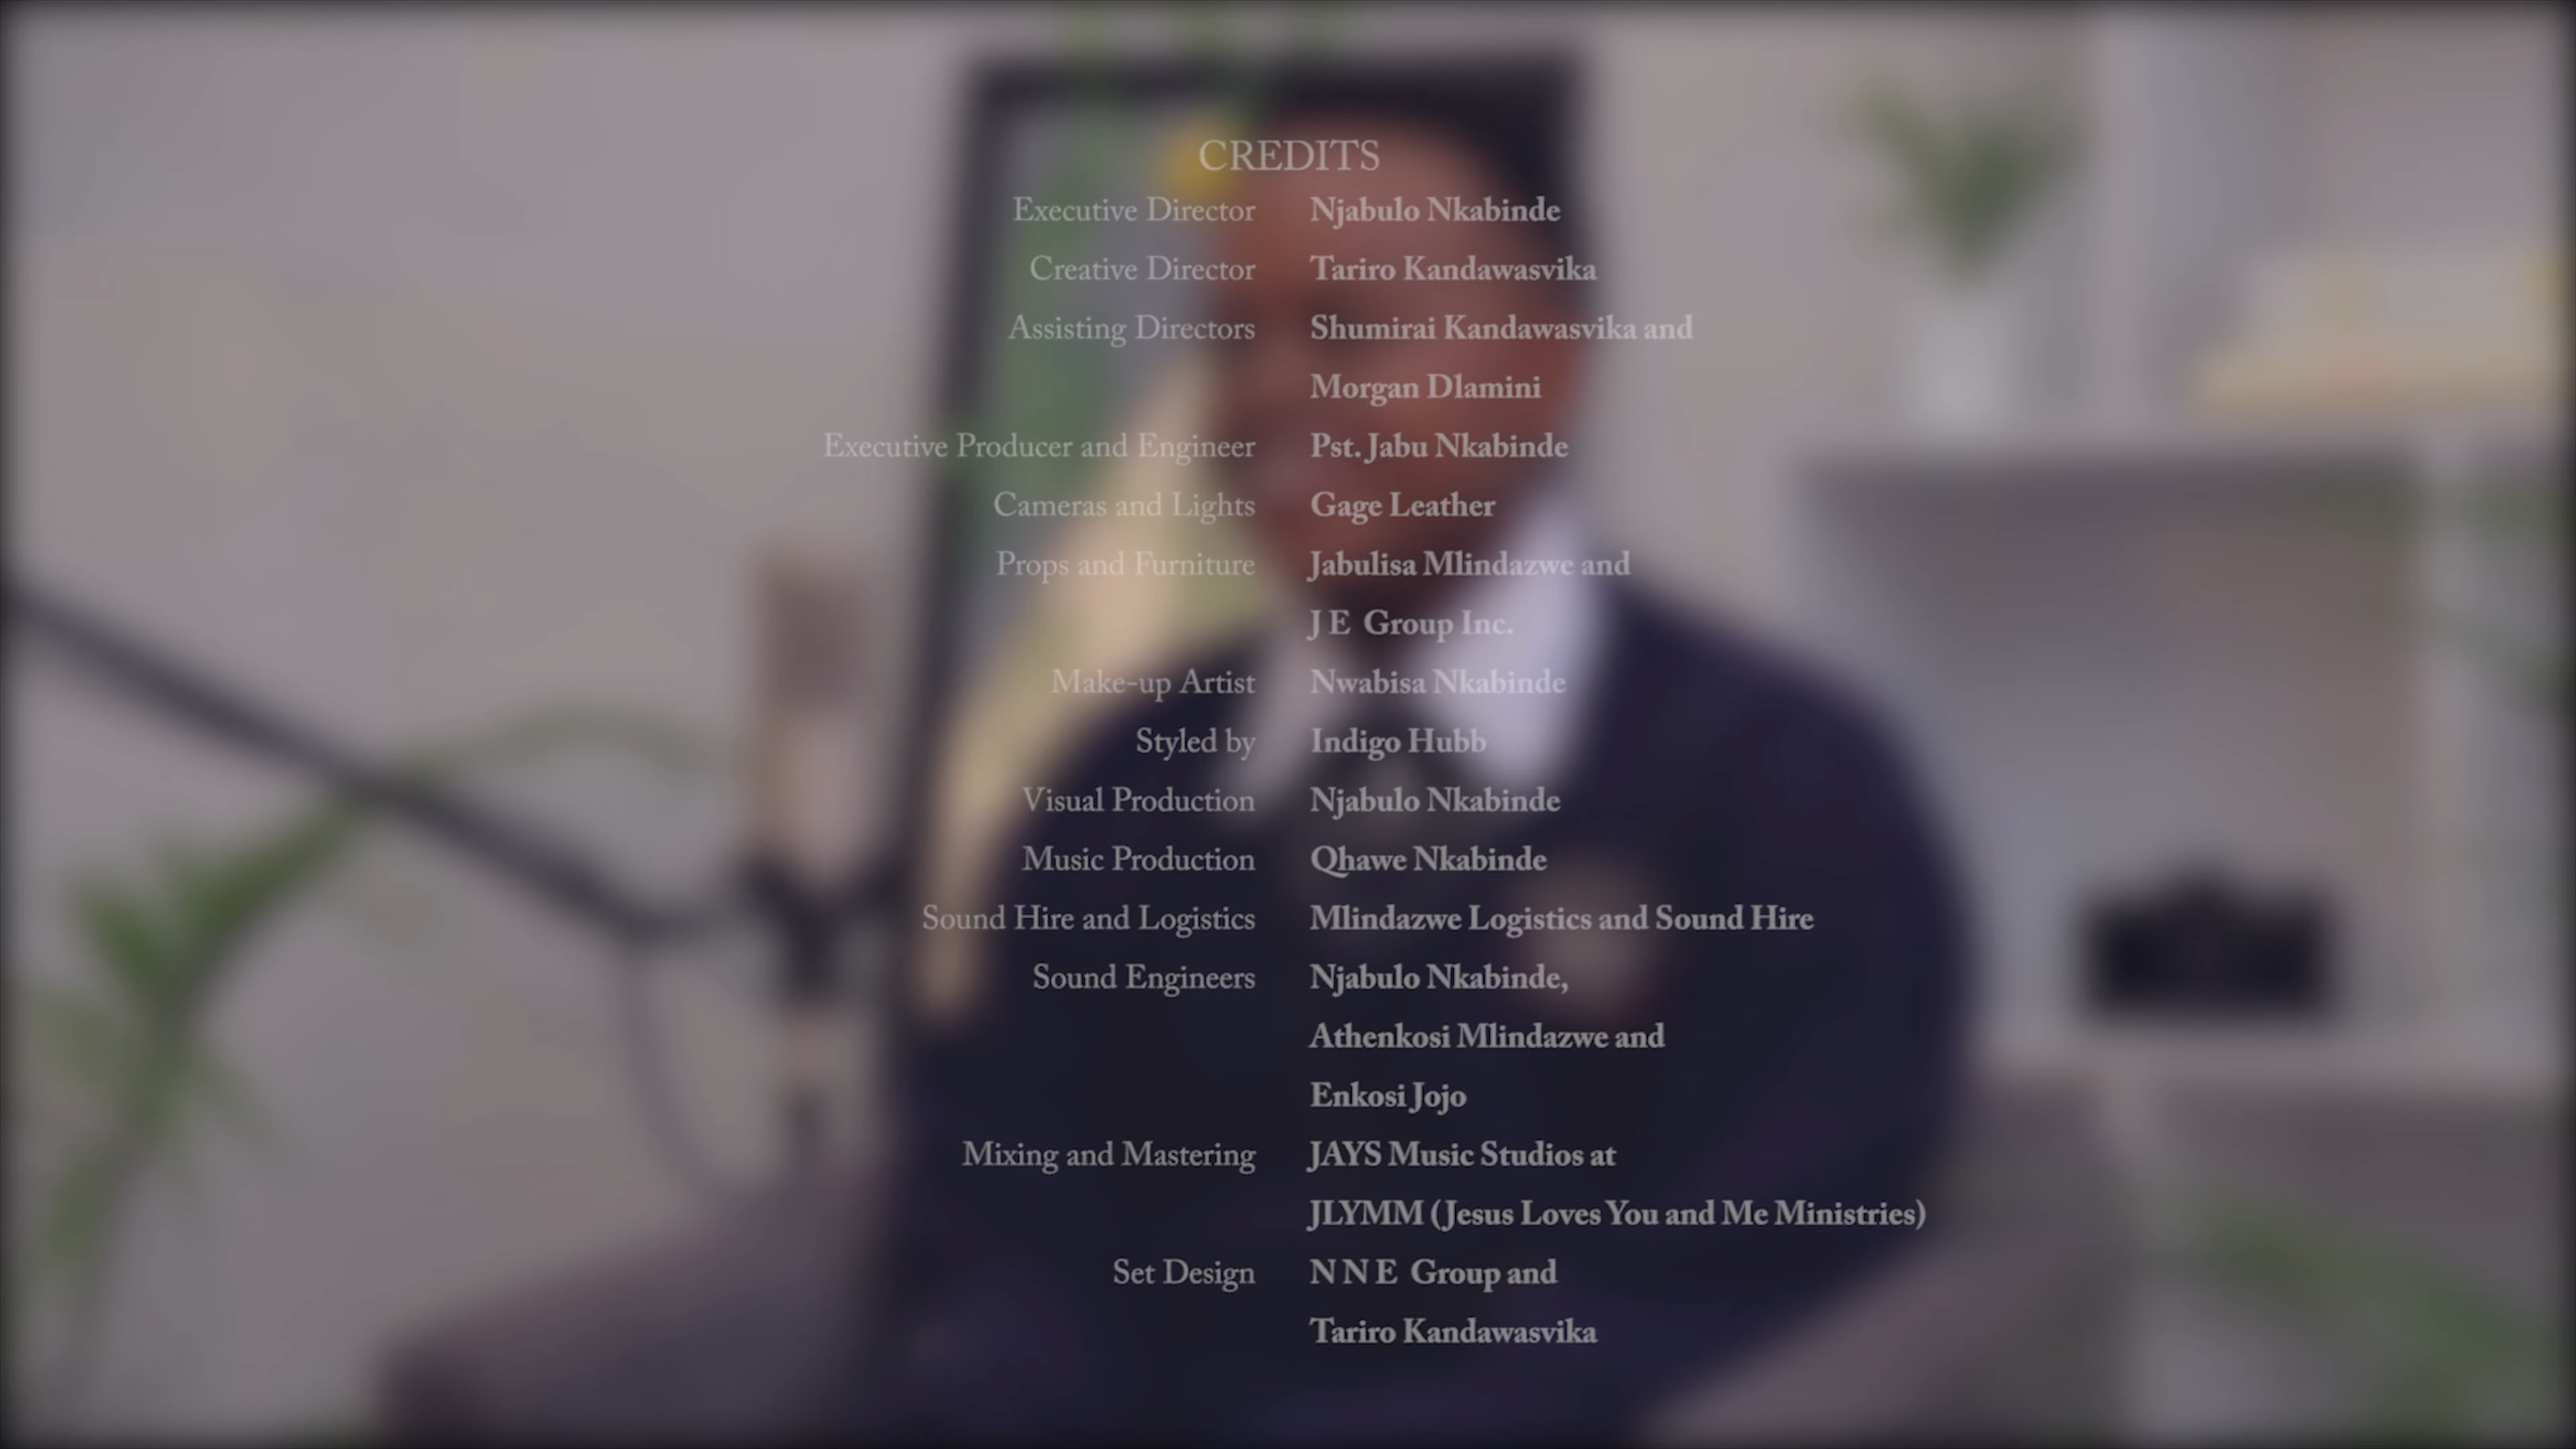 CREDITS
Executive Director Njabulo Nkabinde
Creative Director Tariro Kandawasvika
Assisting Directors Shumirai Kandawasvika and
Morgan Dlamini
Executive Producer and Engineer Pst. Jabu Nkabinde
Cameras and Lights Gage Leather
Props and Furniture Jabulisa Mlindazwe and
J E Group Inc.
Make-up Artist Nwabisa Nkabinde
Styled by Indigo Hubb
Visual Production Njabulo Nkabinde
Music Production Qhawe Nkabinde
Sound Hire and Logistics Mlindazwe Logistics and Sound Hire
Sound Engineers Njabulo Nkabinde,
Athenkosi Mlindazwe and
Enkosi Jojo
Mixing and Mastering JAYS Music Studios at
JLYMM (Jesus Loves You and Me Ministries)
Set Design N N E Group and
Tariro Kandawasvika